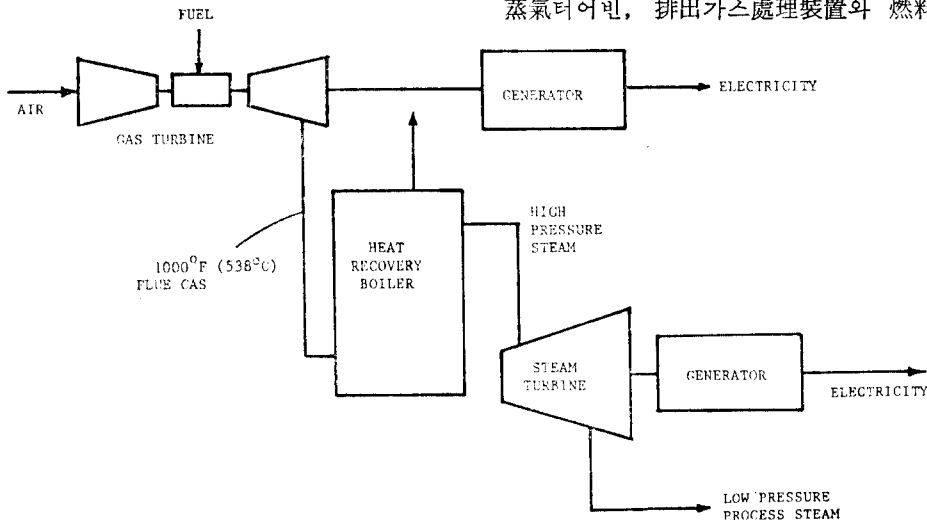 蒸氣터어빈, 排出가스處理裝置와 燃料
FUEL
AIR
GAS TURBINE
GENERATOR
ELECTRICITY
1000°F (538°C)
FLUE GAS
HEAT
RECOVERY
BOILER
HIGH
PRESSURE
STEAM
STEAM
TURBINE
GENERATOR
ELECTRICITY
LOW PRESSURE
PROCESS STEAM